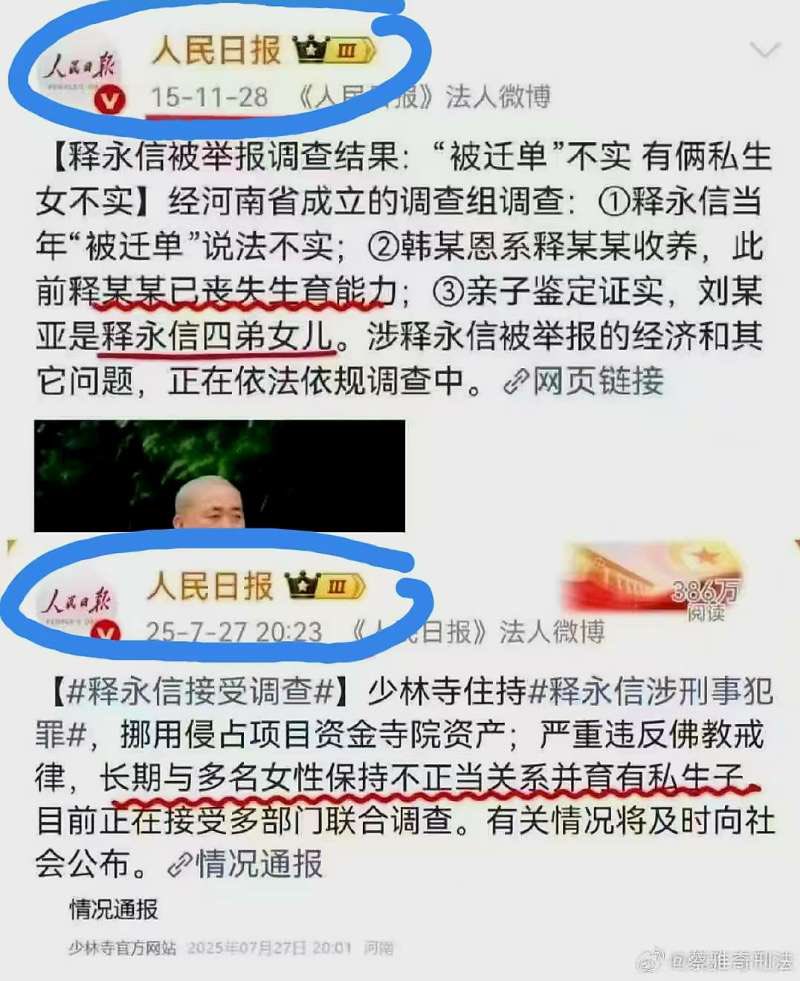 人民日报
人民日报 III
15-11-28 《人民日报》法人微博
【释永信被举报调查结果：“被迁单”不实 有俩私生
女不实】经河南省成立的调查组调查：①释永信当
年“被迁单”说法不实；②韩某恩系释某某收养，此
前释某某已丧失生育能力；③亲子鉴定证实，刘某
亚是释永信四弟女儿。涉释永信被举报的经济和其
它问题，正在依法依规调查中。网页链接
人民日报
人民日报 III
386万
阅读
25-7-27 20:23 《人民日报》法人微博
【#释永信接受调查#】少林寺住持#释永信涉刑事犯
罪#，挪用侵占项目资金寺院资产；严重违反佛教戒
律，长期与多名女性保持不正当关系并育有私生子。
目前正在接受多部门联合调查。有关情况将及时向社
会公布。情况通报
情况通报
少林寺官方网站 2025年07月27日 20:01 河南
@蔡雅奇刑法